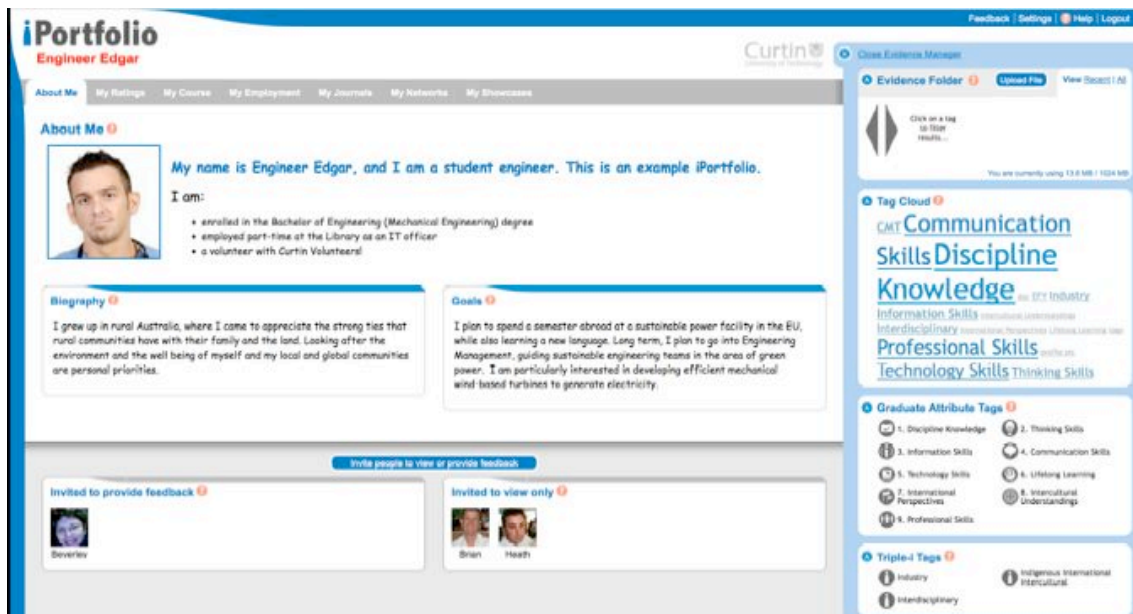 Feedback | Settings | Help | Logout
iPortfolio
Engineer Edgar
Curtin
University of Technology
About Me My Ratings My Course My Employment My Journals My Networks My Showcases
About Me
My name is Engineer Edgar, and I am a student engineer. This is an example iPortfolio.
I am:
• enrolled in the Bachelor of Engineering (Mechanical Engineering) degree
• employed part-time at the Library as an IT officer
• a volunteer with Curtin Volunteers!
Biography
I grew up in rural Australia, where I came to appreciate the strong ties that
rural communities have with their family and the land. Looking after the
environment and the well being of myself and my local and global communities
are personal priorities.
Goals
I plan to spend a semester abroad at a sustainable power facility in the EU,
while also learning a new language. Long term, I plan to go into Engineering
Management, guiding sustainable engineering teams in the area of green
power. I am particularly interested in developing efficient mechanical
wind-based turbines to generate electricity.
Invite people to view or provide feedback
Invited to provide feedback
Beverley
Invited to view only
Brian Heath
Close Evidence Manager
Evidence Folder Upload File View Recent | All
Click on a tag
to filter
results...
You are currently using 13.6 MB / 1024 MB
Tag Cloud
CMT Communication
Skills Discipline
Knowledge EFY Industry
Information Skills Intercultural Understandings
Interdisciplinary International Perspectives Lifelong Learning
Professional Skills
Technology Skills Thinking Skills
Graduate Attribute Tags
1. Discipline Knowledge 2. Thinking Skills
3. Information Skills 4. Communication Skills
5. Technology Skills 6. Lifelong Learning
7. International
Perspectives
8. Intercultural
Understandings
9. Professional Skills
Triple-i Tags
Industry
Indigenous International
Intercultural
Interdisciplinary